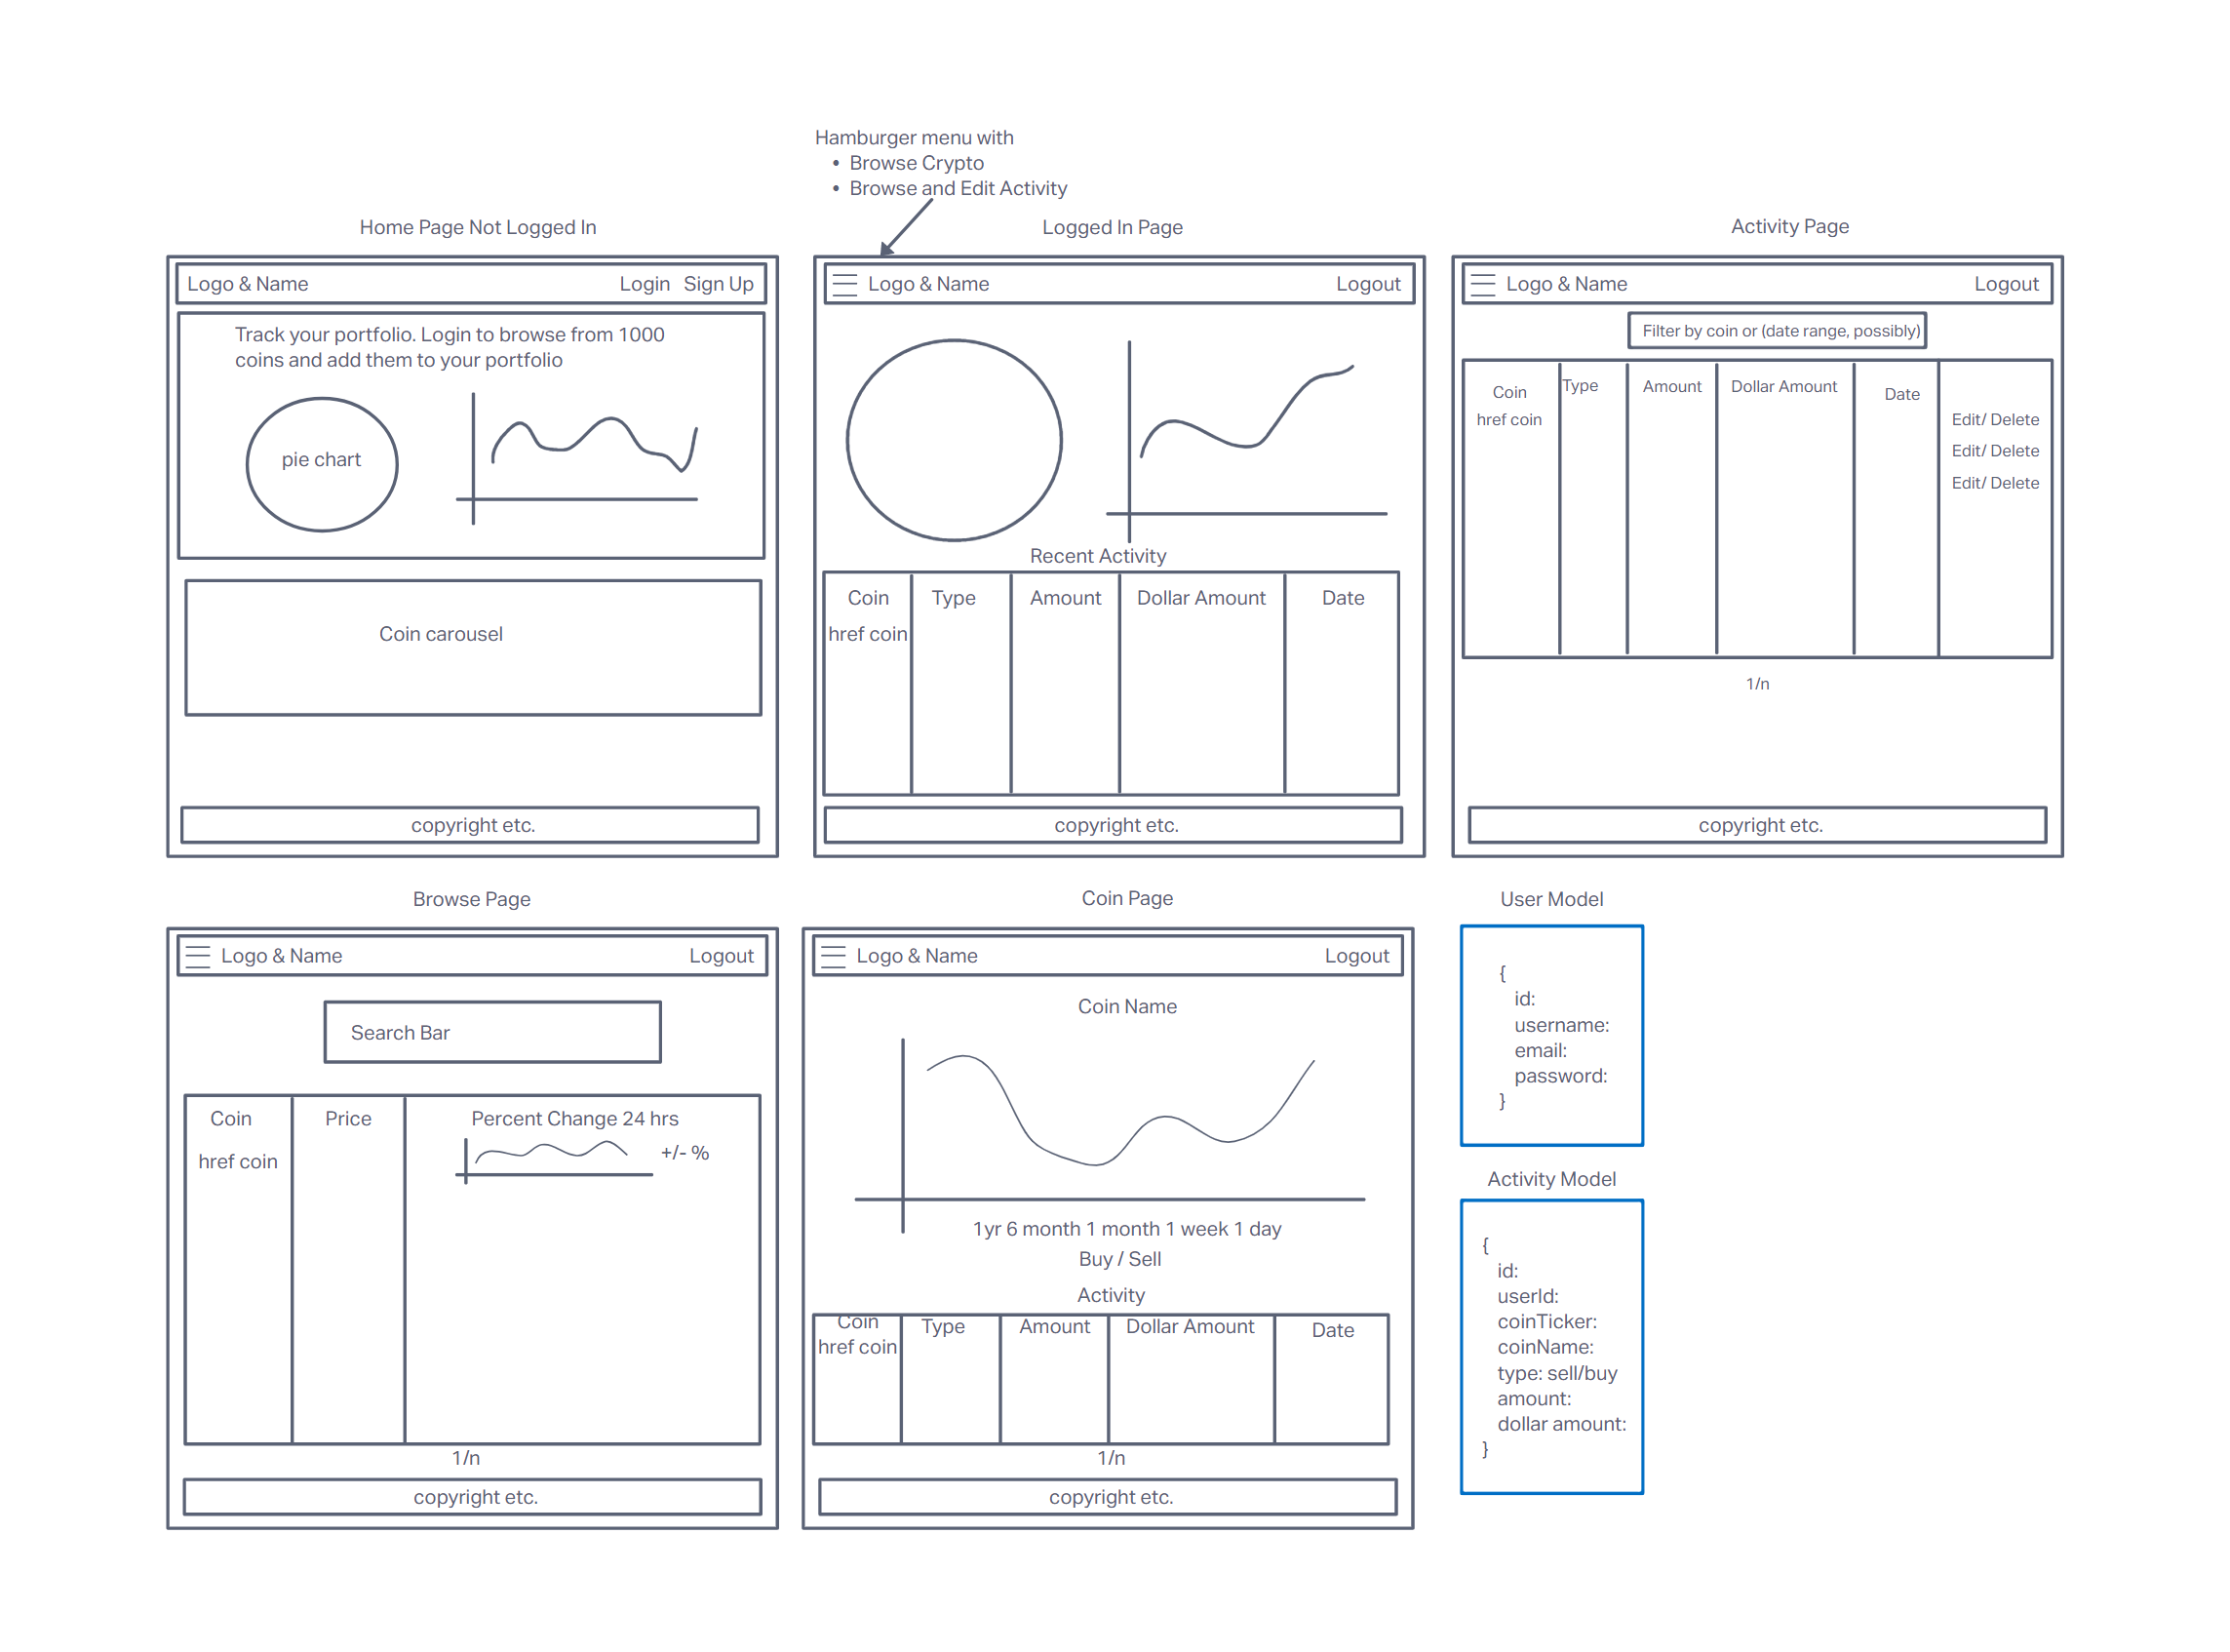 Hamburger menu with
• Browse Crypto
• Browse and Edit Activity
Home Page Not Logged In
Logo & Name
Login
Sign Up
Track your portfolio. Login to browse from 1000
coins and add them to your portfolio
pie chart
Coin carousel
copyright etc.
Logged In Page
Logo & Name
Logout
Recent Activity
Coin
Type
Amount
Dollar Amount
Date
href coin
copyright etc.
Activity Page
Logo & Name
Logout
Filter by coin or (date range, possibly)
Coin
Type
Amount
Dollar Amount
Date
href coin
Edit/ Delete
Edit/ Delete
Edit/ Delete
1/n
copyright etc.
Browse Page
Logo & Name
Logout
Search Bar
Coin
Price
Percent Change 24 hrs
href coin
+/- %
1/n
copyright etc.
Coin Page
Logo & Name
Logout
Coin Name
1yr 6 month 1 month 1 week 1 day
Buy / Sell
Activity
Coin
Type
Amount
Dollar Amount
Date
href coin
1/n
copyright etc.
User Model
{
id:
username:
email:
password:
}
Activity Model
{
id:
userId:
coinTicker:
coinName:
type: sell/buy
amount:
dollar amount:
}